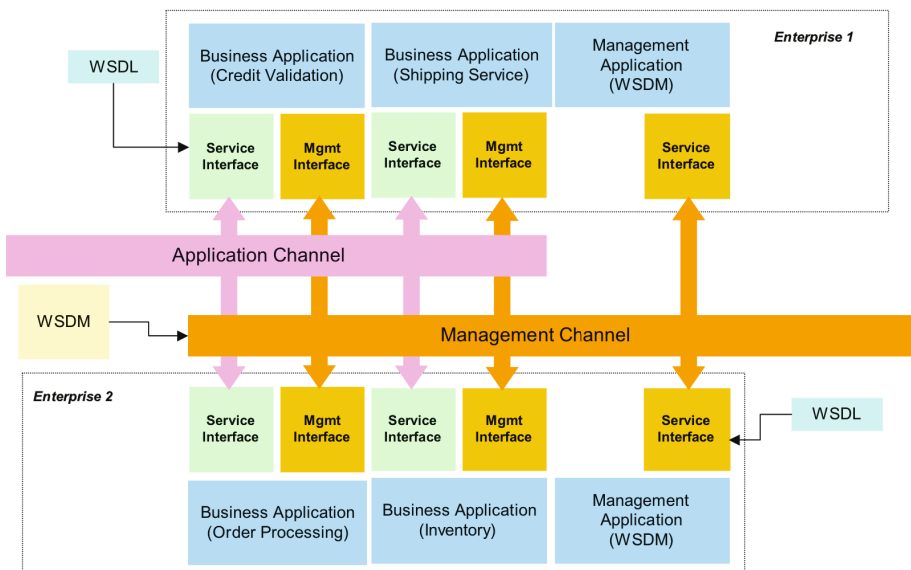 Enterprise 1
WSDL
Business Application
(Credit Validation)
Business Application
(Shipping Service)
Management
Application
(WSDM)
Service
Interface
Mgmt
Interface
Service
Interface
Mgmt
Interface
Service
Interface
Application Channel
WSDM
Management Channel
Enterprise 2
Service
Interface
Mgmt
Interface
Service
Interface
Mgmt
Interface
Service
Interface
WSDL
Business Application
(Order Processing)
Business Application
(Inventory)
Management
Application
(WSDM)